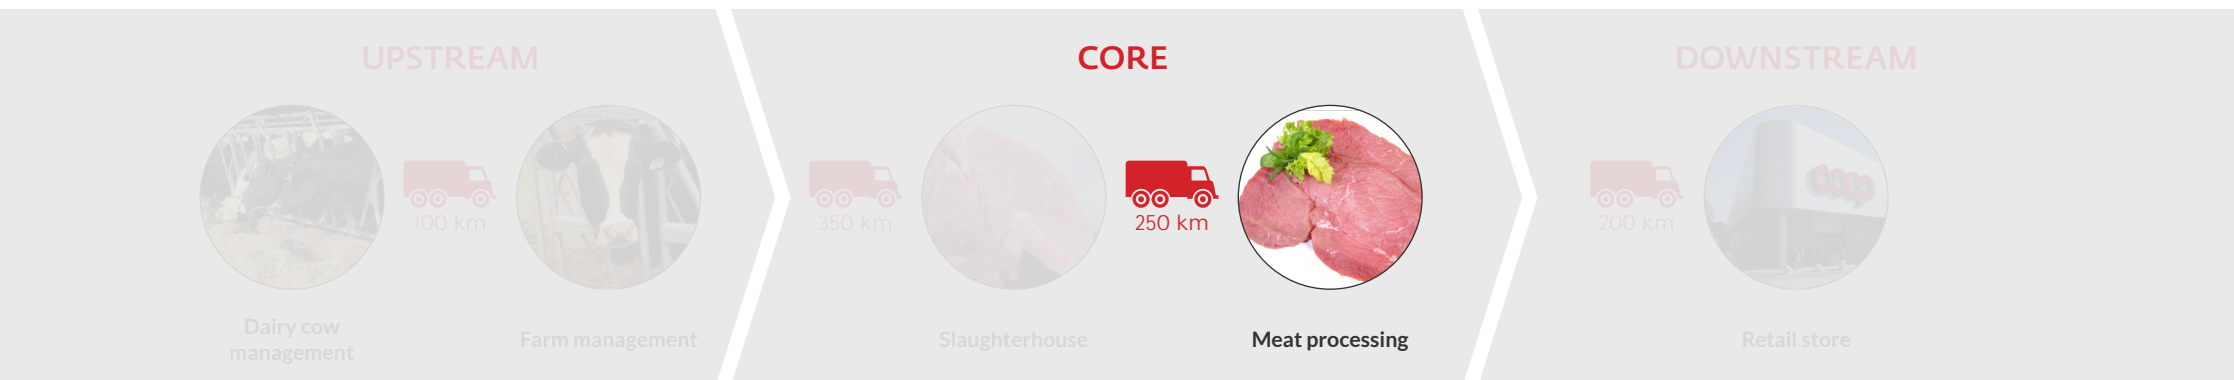 UPSTREAM
CORE
DOWNSTREAM
coop
100 km
350 km
250 km
200 km
Dairy cow
management
Farm management
Slaughterhouse
Meat processing
Retail store